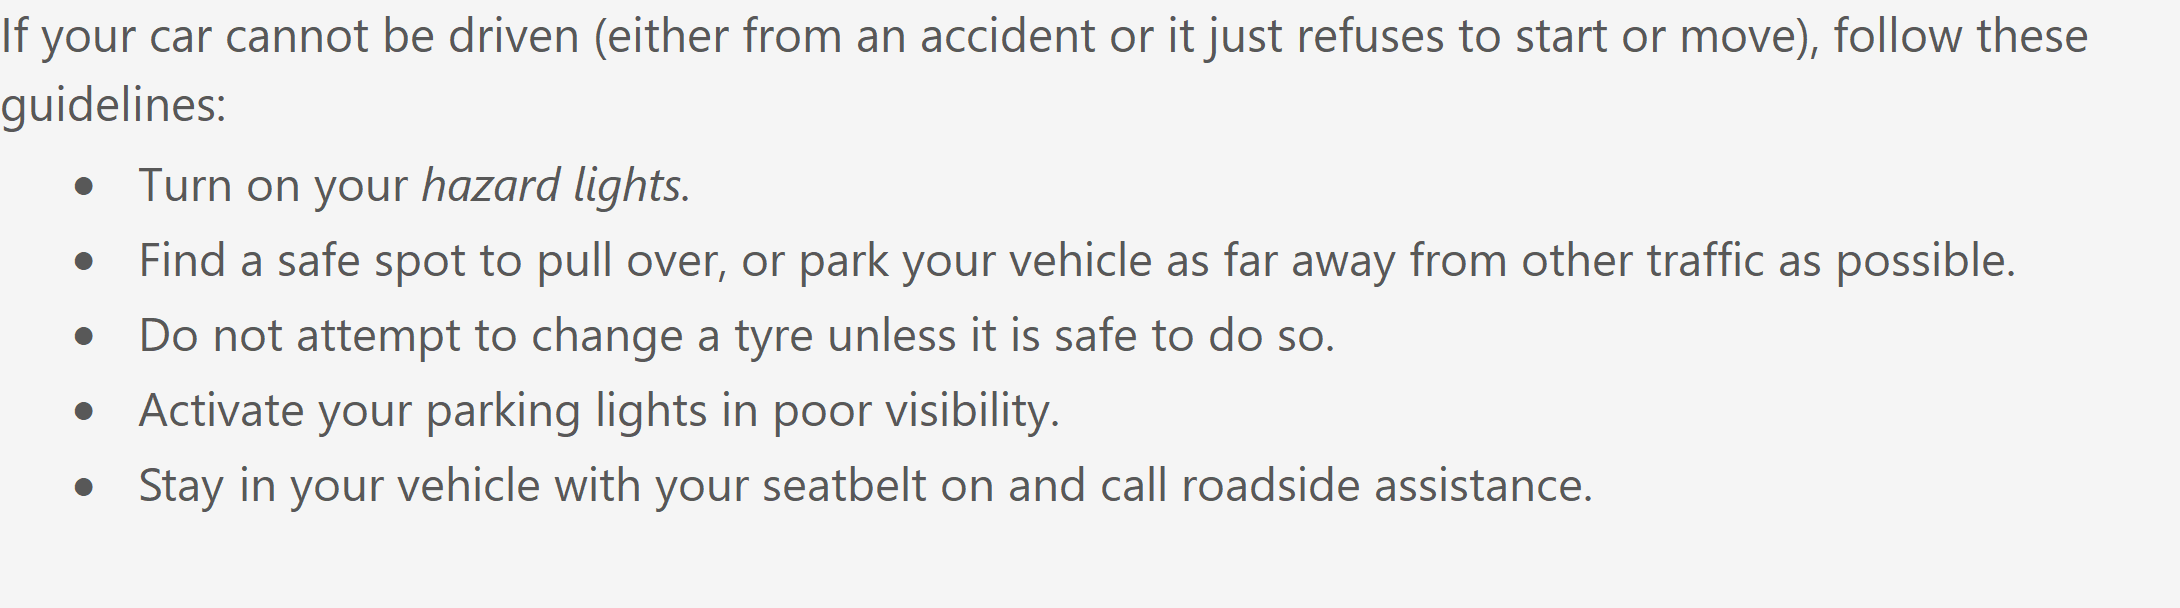 If your car cannot be driven (either from an accident or it just refuses to start or move), follow these
guidelines:
● Turn on your hazard lights.
● Find a safe spot to pull over, or park your vehicle as far away from other traffic as possible.
● Do not attempt to change a tyre unless it is safe to do so.
● Activate your parking lights in poor visibility.
● Stay in your vehicle with your seatbelt on and call roadside assistance.